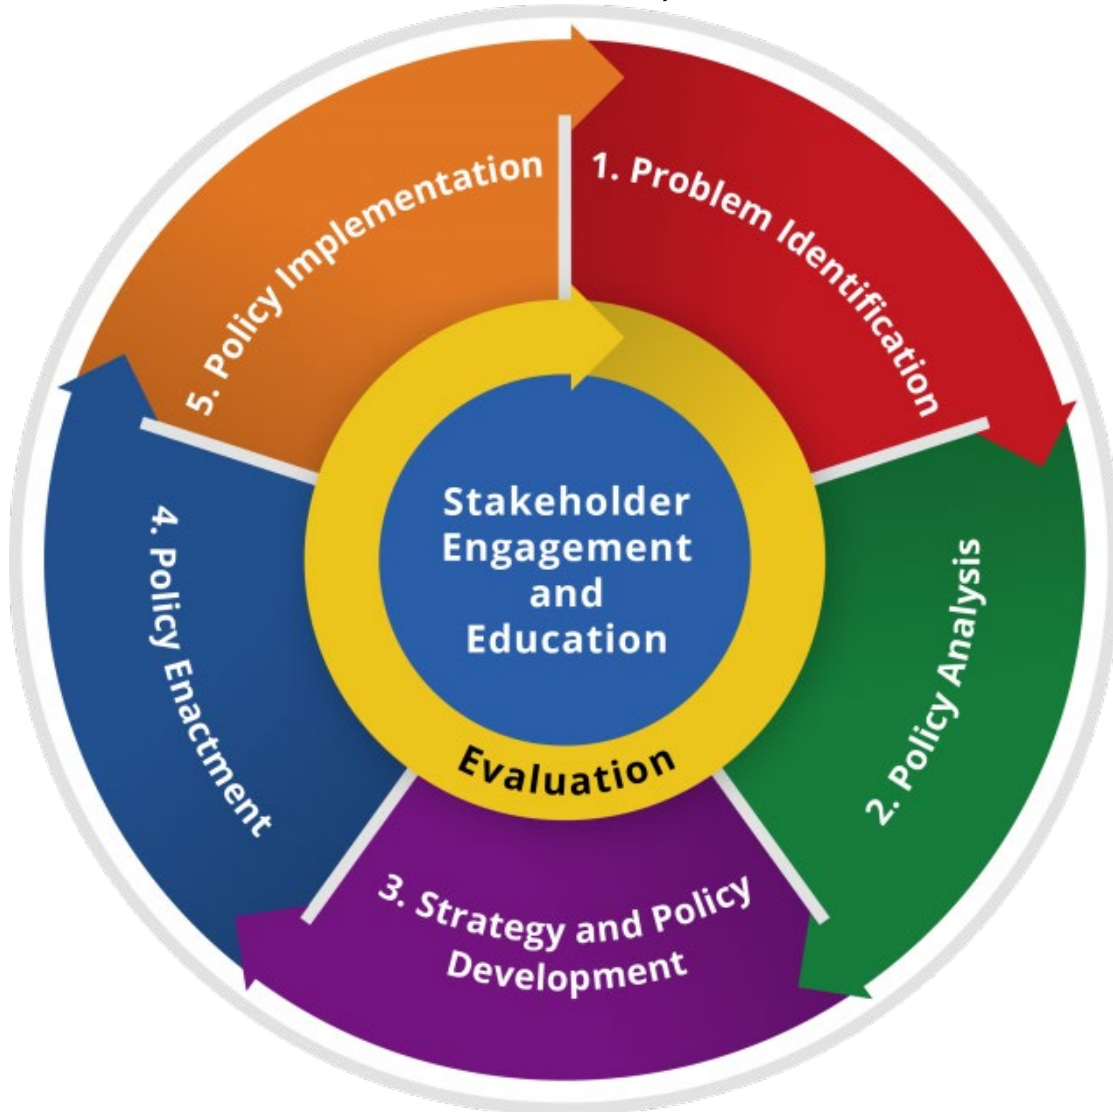 1. Problem Identification
2. Policy Analysis
3. Strategy and Policy
Development
4. Policy Enactment
5. Policy Implementation
Stakeholder
Engagement
and
Education
Evaluation